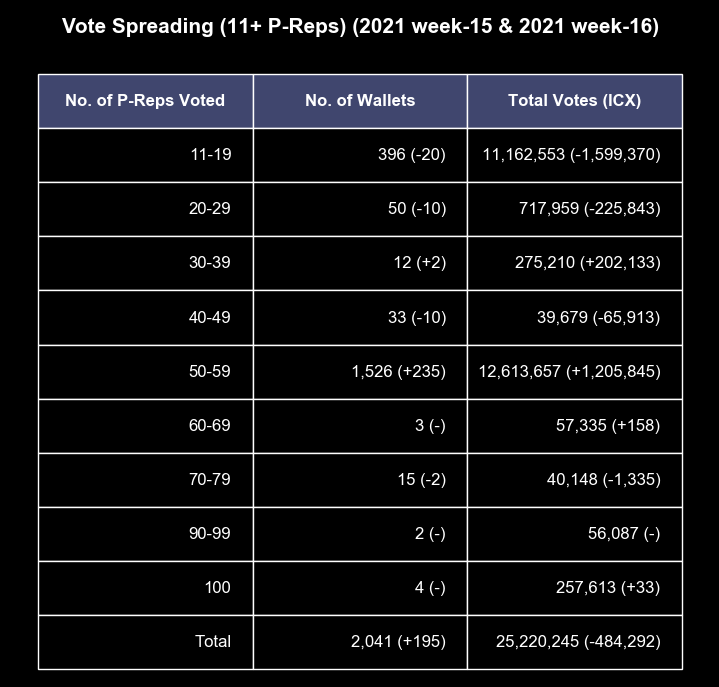 Vote Spreading (11+ P-Reps) (2021 week-15 & 2021 week-16)
No. of P-Reps Voted No. of Wallets Total Votes (ICX)
11-19 396 (-20) 11,162,553 (-1,599,370)
20-29 50 (-10) 717,959 (-225,843)
30-39 12 (+2) 275,210 (+202,133)
40-49 33 (-10) 39,679 (-65,913)
50-59 1,526 (+235) 12,613,657 (+1,205,845)
60-69 3 (-) 57,335 (+158)
70-79 15 (-2) 40,148 (-1,335)
90-99 2 (-) 56,087 (-)
100 4 (-) 257,613 (+33)
Total 2,041 (+195) 25,220,245 (-484,292)